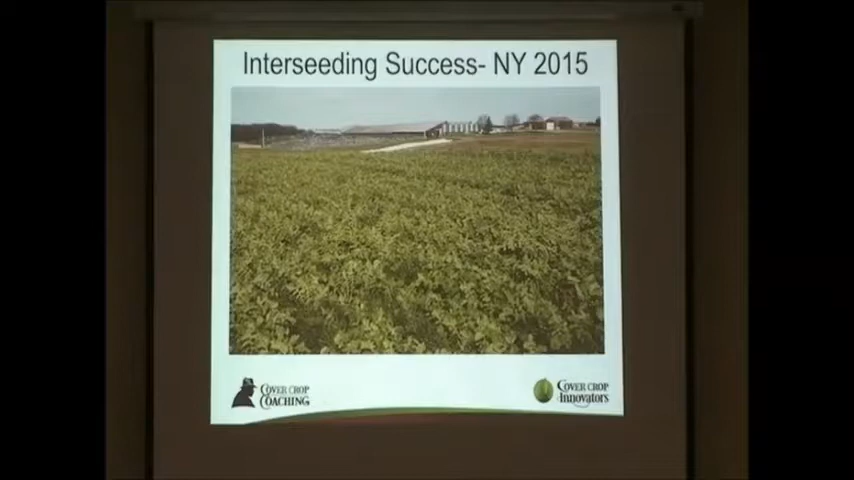 Interseeding Success- NY 2015
COVER CROP
COACHING
COVER CROP
Innovators